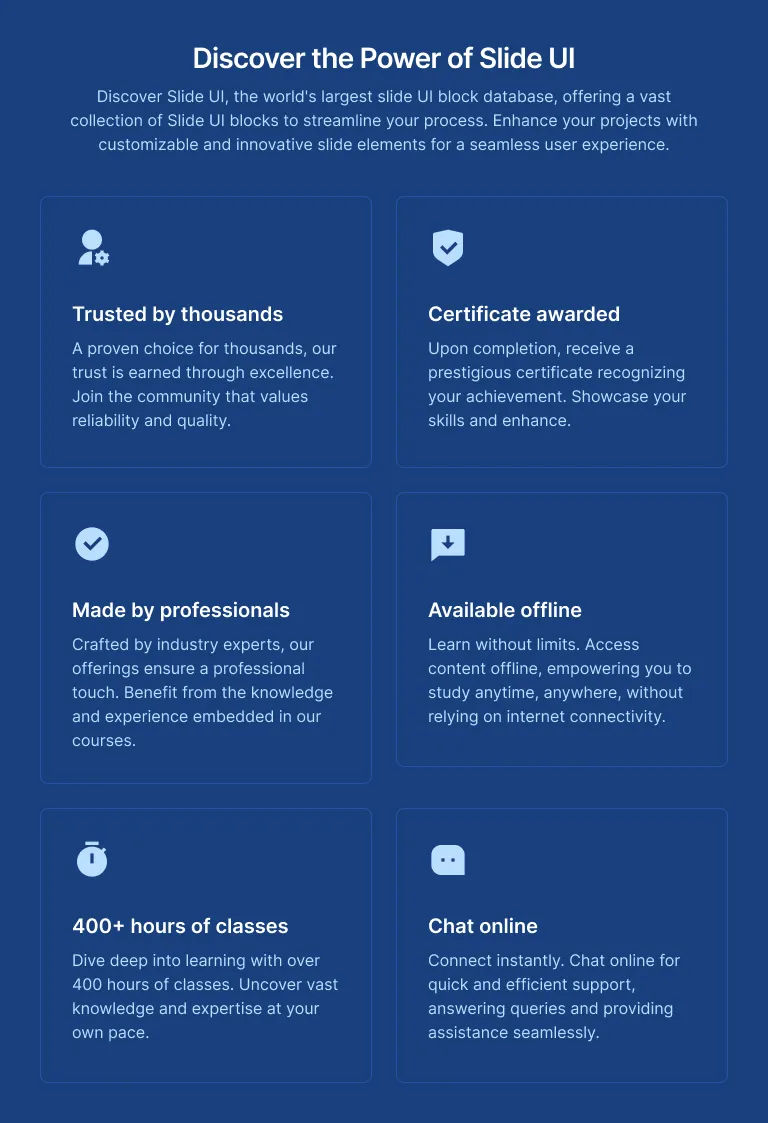 Discover the Power of Slide UI
Discover Slide UI, the world's largest slide UI block database, offering a vast
collection of Slide UI blocks to streamline your process. Enhance your projects with
customizable and innovative slide elements for a seamless user experience.
Trusted by thousands
A proven choice for thousands, our
trust is earned through excellence.
Join the community that values
reliability and quality.
Certificate awarded
Upon completion, receive a
prestigious certificate recognizing
your achievement. Showcase your
skills and enhance.
Made by professionals
Crafted by industry experts, our
offerings ensure a professional
touch. Benefit from the knowledge
and experience embedded in our
courses.
Available offline
Learn without limits. Access
content offline, empowering you to
study anytime, anywhere, without
relying on internet connectivity.
400+ hours of classes
Dive deep into learning with over
400 hours of classes. Uncover vast
knowledge and expertise at your
own pace.
Chat online
Connect instantly. Chat online for
quick and efficient support,
answering queries and providing
assistance seamlessly.